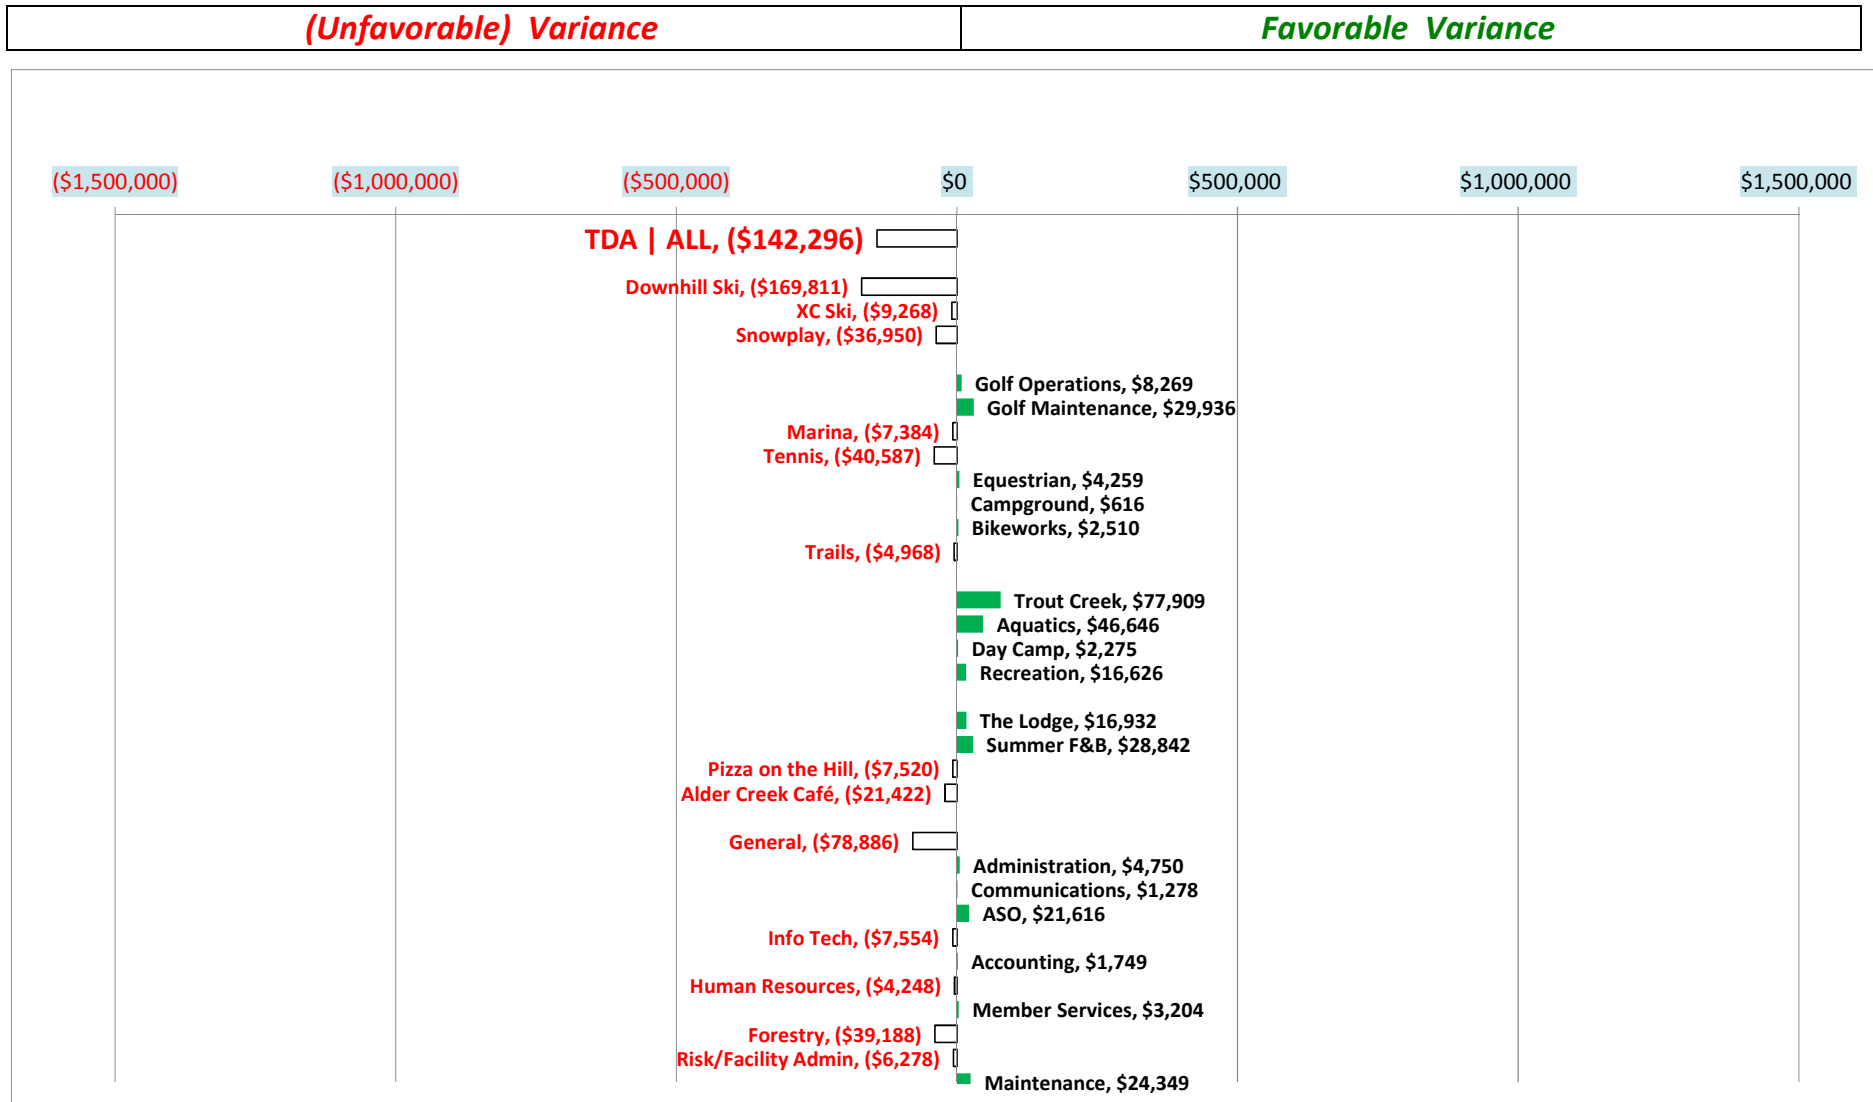 (Unfavorable) Variance Favorable Variance
($1,500,000) ($1,000,000) ($500,000) $0 $500,000 $1,000,000 $1,500,000
TDA | ALL, ($142,296)
Downhill Ski, ($169,811)
XC Ski, ($9,268)
Snowplay, ($36,950)
Golf Operations, $8,269
Golf Maintenance, $29,936
Marina, ($7,384)
Tennis, ($40,587)
Equestrian, $4,259
Campground, $616
Bikeworks, $2,510
Trails, ($4,968)
Trout Creek, $77,909
Aquatics, $46,646
Day Camp, $2,275
Recreation, $16,626
The Lodge, $16,932
Summer F&B, $28,842
Pizza on the Hill, ($7,520)
Alder Creek Café, ($21,422)
General, ($78,886)
Administration, $4,750
Communications, $1,278
ASO, $21,616
Info Tech, ($7,554)
Accounting, $1,749
Human Resources, ($4,248)
Member Services, $3,204
Forestry, ($39,188)
Risk/Facility Admin, ($6,278)
Maintenance, $24,349